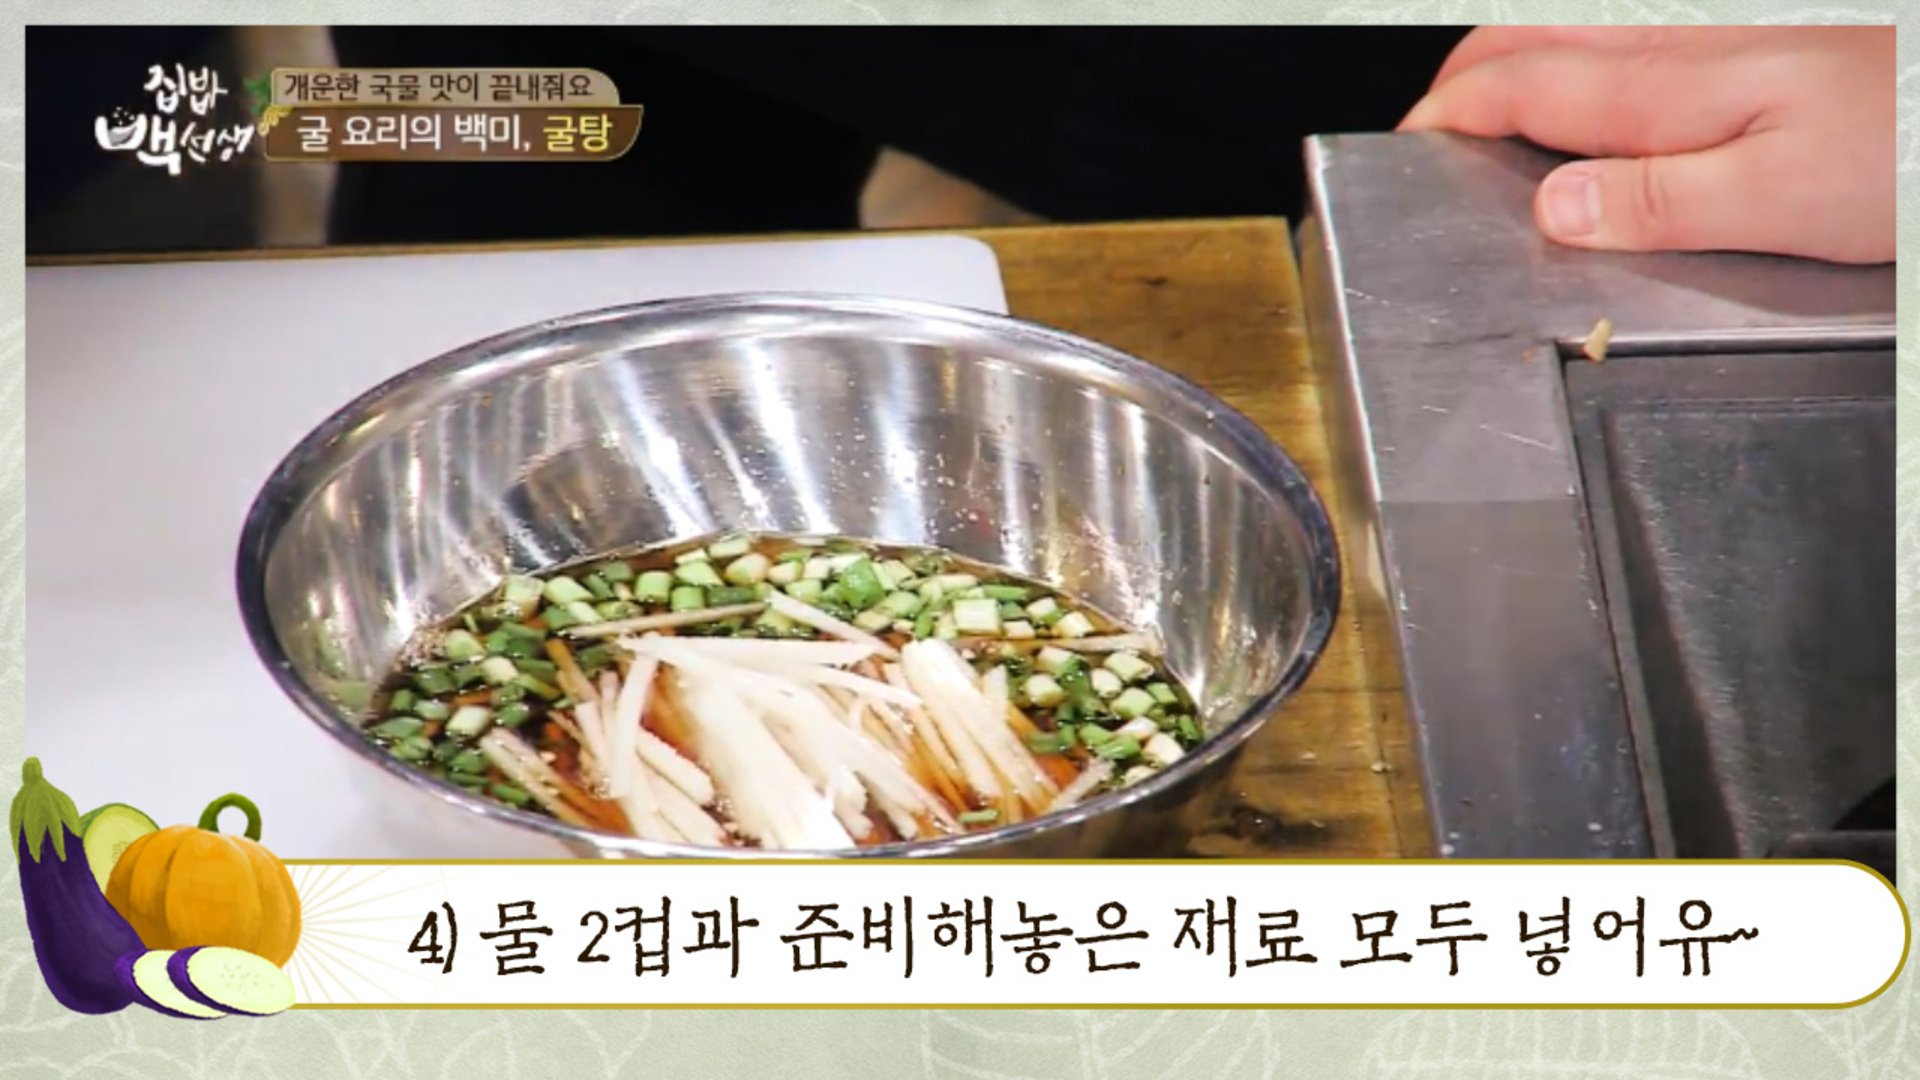 집밥
백선생
개운한 국물 맛이 끝내줘요
굴 요리의 백미, 굴탕
4) 물 2컵과 준비해놓은 재료 모두 넣어유~